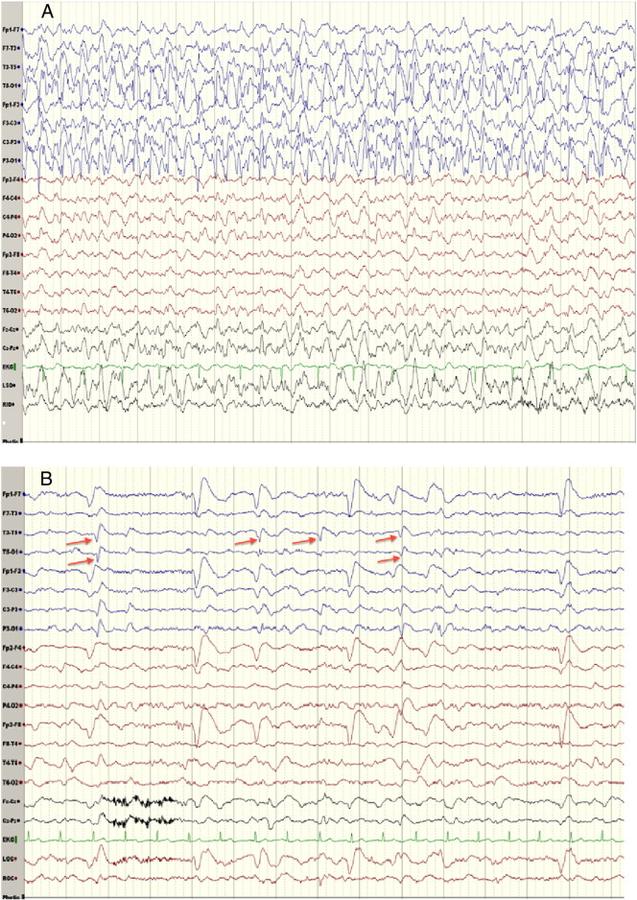 A
Fp1-F7
F7-T3
T3-T5
T5-O1
Fp1-F3
F3-C3
C3-P3
P3-O1
Fp2-F4
F4-C4
C4-P4
P4-O2
Fp2-F8
F8-T4
T4-T6
T6-O2
Fz-Cz
Cz-Pz
EKG
Photic
B
Fp1-F7
F7-T3
T3-T5
T5-O1
Fp1-F3
F3-C3
C3-P3
P3-O1
Fp2-F4
F4-C4
C4-P4
P4-O2
Fp2-F8
F8-T4
T4-T6
T6-O2
Fz-Cz
Cz-Pz
EKG
LOC
ROC
Photic